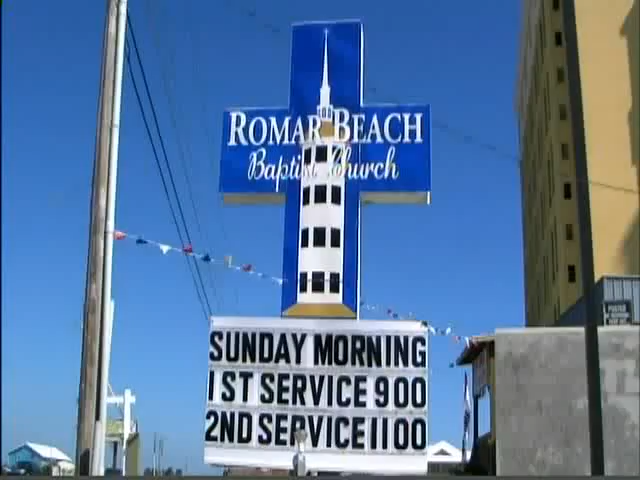 ROMAR BEACH
Baptist Church
SUNDAY MORNING
1ST SERVICE 900
2ND SERVICE 1100